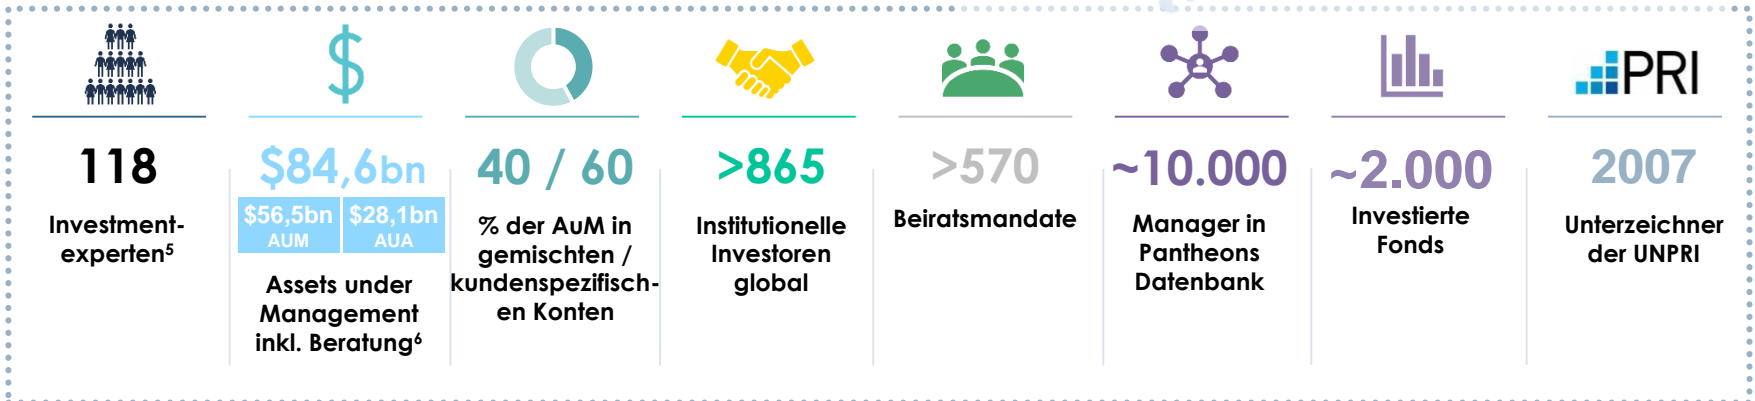 118
Investment-
experten⁵
$84,6bn
$56,5bn
AUM
$28,1bn
AUA
Assets under
Management
inkl. Beratung⁶
40 / 60
% der AuM in
gemischten /
kundenspezifisch-
en Konten
>865
Institutionelle
Investoren
global
>570
Beiratsmandate
~10.000
Manager in
Pantheons
Datenbank
~2.000
Investierte
Fonds
PRI
2007
Unterzeichner
der UNPRI